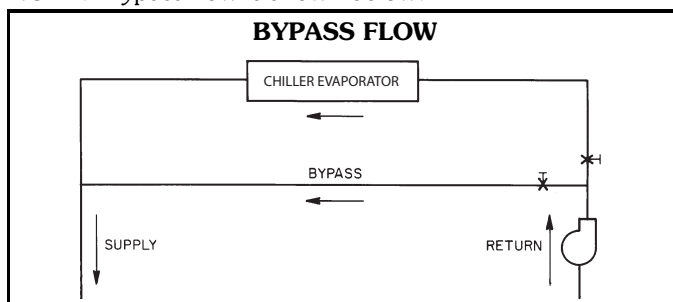 BYPASS FLOW
CHILLER EVAPORATOR
BYPASS
SUPPLY
RETURN